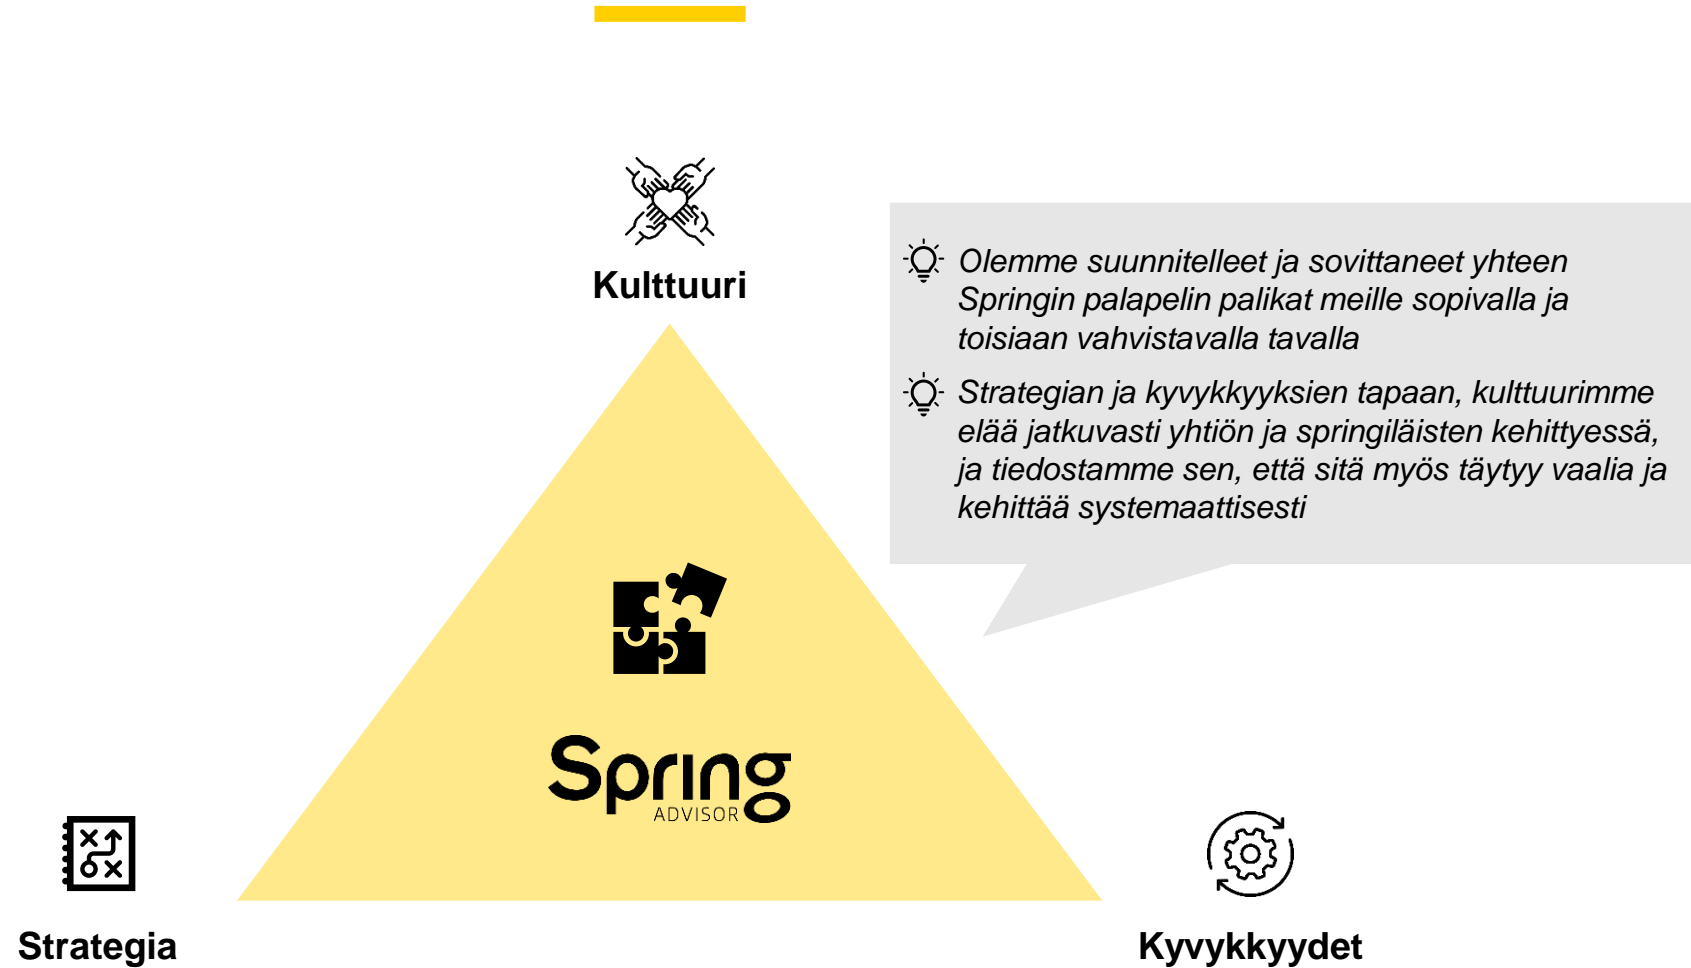 Kulttuuri
Olemme suunnitelleet ja sovittaneet yhteen
Springin palapelin palikat meille sopivalla ja
toisiaan vahvistavalla tavalla
Strategian ja kyvykkyyksien tapaan, kulttuurimme
elää jatkuvasti yhtiön ja springiläisten kehittyessä,
ja tiedostamme sen, että sitä myös täytyy vaalia ja
kehittää systemaattisesti
Spring
ADVISOR
Strategia
Kyvykkyydet